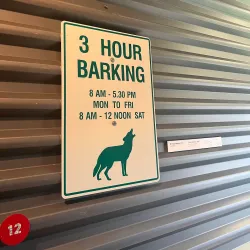 3 HOUR
BARKING
8 AM - 5.30 PM
MON TO FRI
8 AM - 12 NOON SAT
12